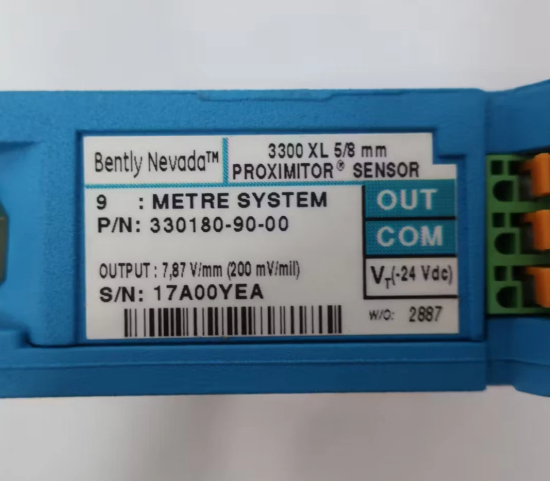 Bently Nevada™
3300 XL 5/8 mm
PROXIMITOR® SENSOR
9 : METRE SYSTEM
P/N: 330180-90-00
OUTPUT : 7,87 V/mm (200 mV/mil)
S/N: 17A00YEA
OUT
COM
VT(-24 Vdc)
W/O: 2887